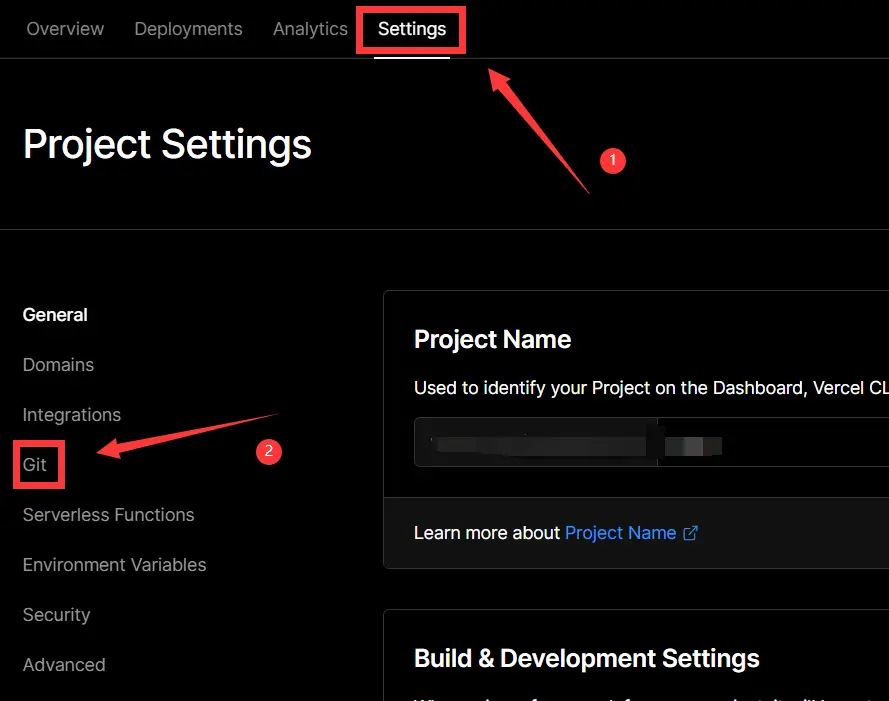 Overview Deployments Analytics Settings
1
Project Settings
General
Domains
Integrations
Git
2
Serverless Functions
Environment Variables
Security
Advanced
Project Name
Used to identify your Project on the Dashboard, Vercel CL
Learn more about Project Name
Build & Development Settings